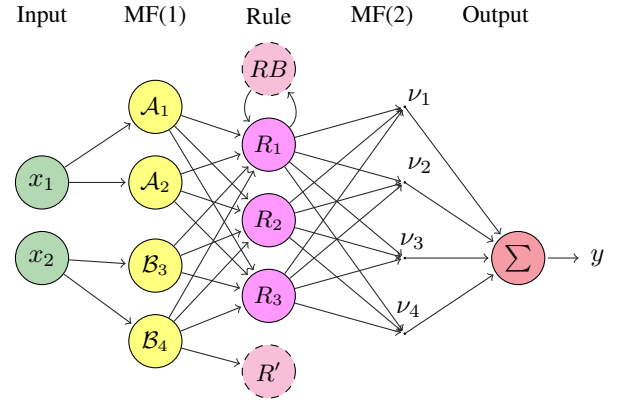 Input MF(1) Rule MF(2) Output
RB
𝒜₁ ν₁
R₁
x₁ 𝒜₂ ν₂
R₂
x₂ ℬ₃ ν₃ Σ y
R₃
ℬ₄ ν₄
R′